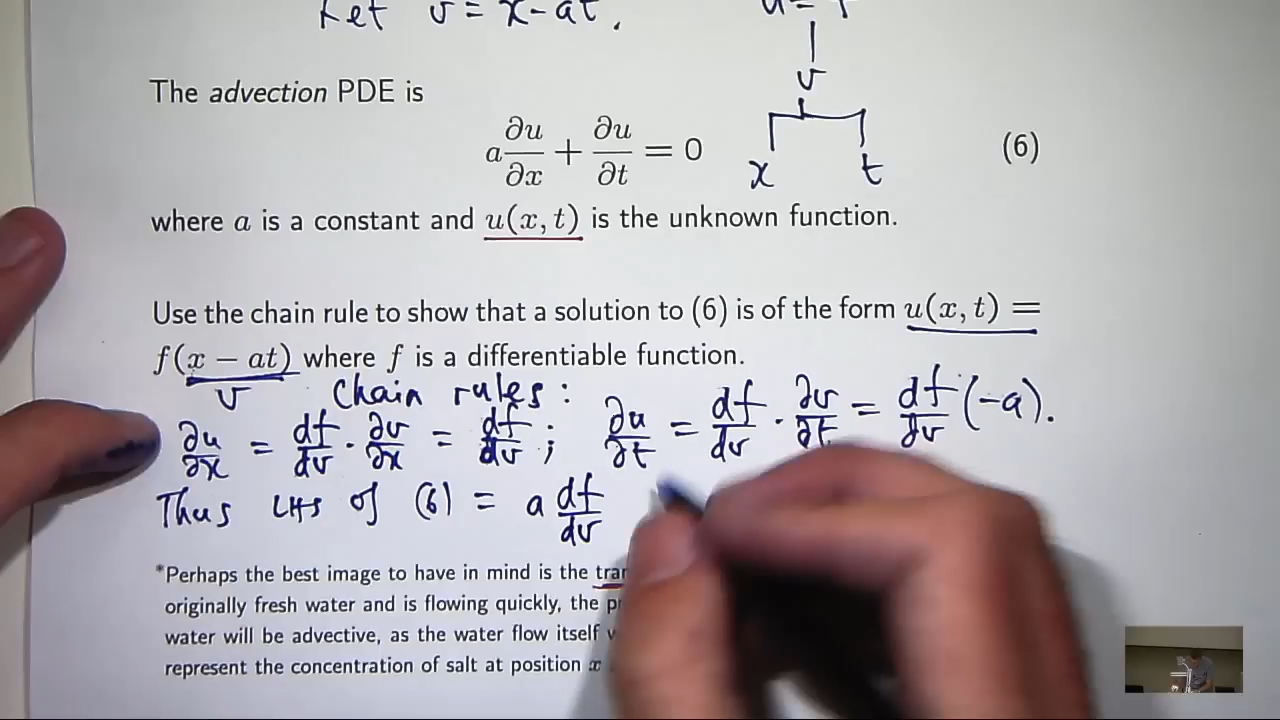 Let v = x - at.
u = f
v
The advection PDE is
a ∂u/∂x + ∂u/∂t = 0 (6)
x t
where a is a constant and u(x, t) is the unknown function.
Use the chain rule to show that a solution to (6) is of the form u(x, t) =
f(x − at) where f is a differentiable function.
v Chain rules:
∂u/∂x = df/dv · ∂v/∂x = df/dv ; ∂u/∂t = df/dv · ∂v/∂t = df/dv (-a).
Thus LHS of (6) = a df/dv
*Perhaps the best image to have in mind is the
originally fresh water and is flowing quickly, the
water will be advective, as the water flow itself
represent the concentration of salt at position x